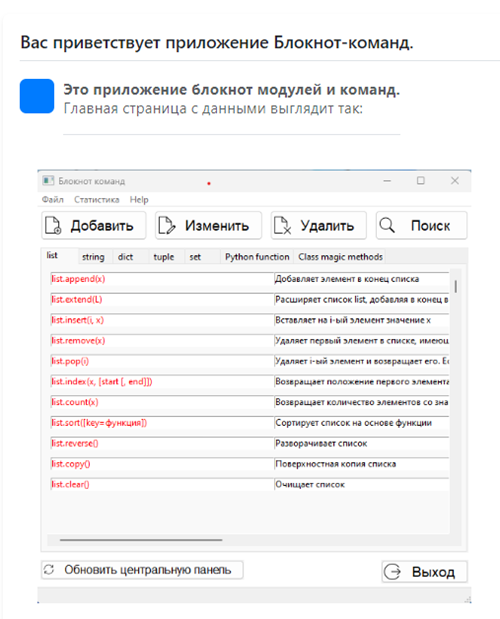 Вас приветствует приложение Блокнот-команд.
Это приложение блокнот модулей и команд.
Главная страница с данными выглядит так:
Блокнот команд
Файл Статистика Help
Добавить Изменить Удалить Поиск
list string dict tuple set Python function Class magic methods
list.append(x) Добавляет элемент в конец списка
list.extend(L) Расширяет список list, добавляя в конец в
list.insert(i, x) Вставляет на i-ый элемент значение x
list.remove(x) Удаляет первый элемент в списке, имеющ
list.pop(i) Удаляет i-ый элемент и возвращает его. Ес
list.index(x, [start [, end]]) Возвращает положение первого элемента
list.count(x) Возвращает количество элементов со зна
list.sort([key=функция]) Сортирует список на основе функции
list.reverse() Разворачивает список
list.copy() Поверхностная копия списка
list.clear() Очищает список
Обновить центральную панель Выход